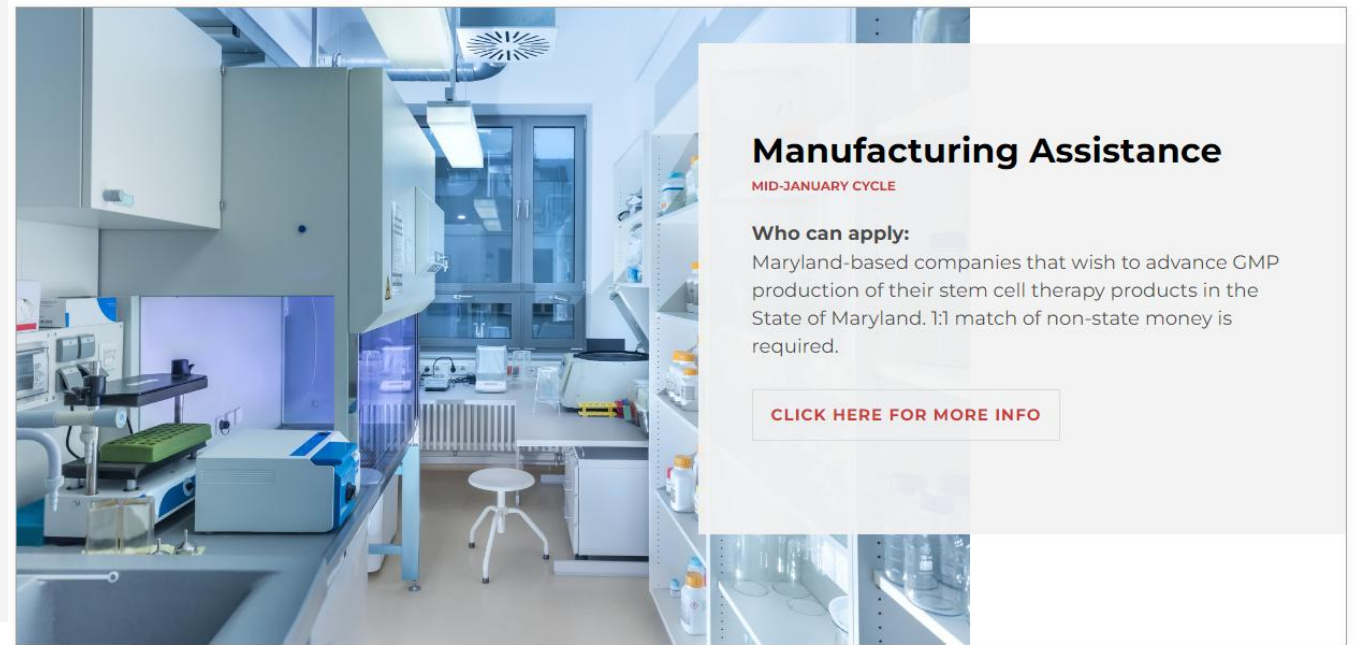 Manufacturing Assistance
MID-JANUARY CYCLE
Who can apply:
Maryland-based companies that wish to advance GMP
production of their stem cell therapy products in the
State of Maryland. 1:1 match of non-state money is
required.
CLICK HERE FOR MORE INFO